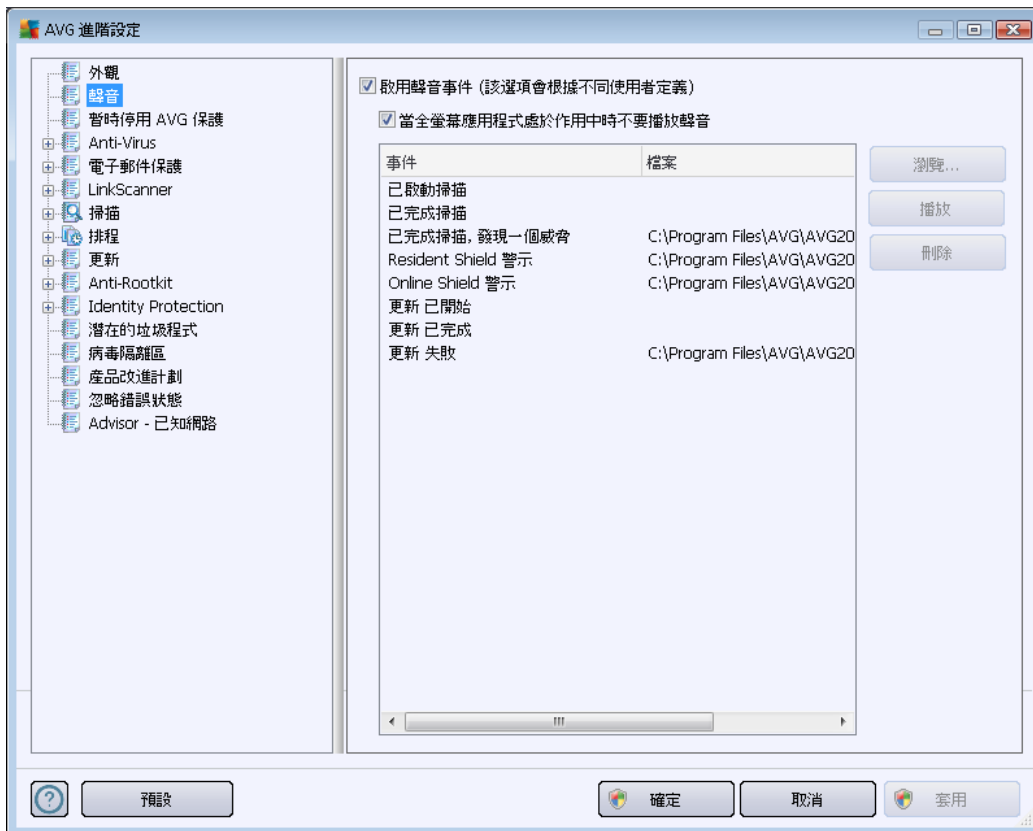 AVG 進階設定
外觀
聲音
暫時停用 AVG 保護
Anti-Virus
電子郵件保護
LinkScanner
掃描
排程
更新
Anti-Rootkit
Identity Protection
潛在的垃圾程式
病毒隔離區
產品改進計劃
忽略錯誤狀態
Advisor - 已知網路
啟用聲音事件 (該選項會根據不同使用者定義)
當全螢幕應用程式處於作用中時不要播放聲音
事件 檔案
已啟動掃描
已完成掃描
已完成掃描, 發現一個威脅 C:\Program Files\AVG\AVG20
Resident Shield 警示 C:\Program Files\AVG\AVG20
Online Shield 警示 C:\Program Files\AVG\AVG20
更新 已開始
更新 已完成
更新 失敗 C:\Program Files\AVG\AVG20
瀏覽...
播放
刪除
預設
確定
取消
套用